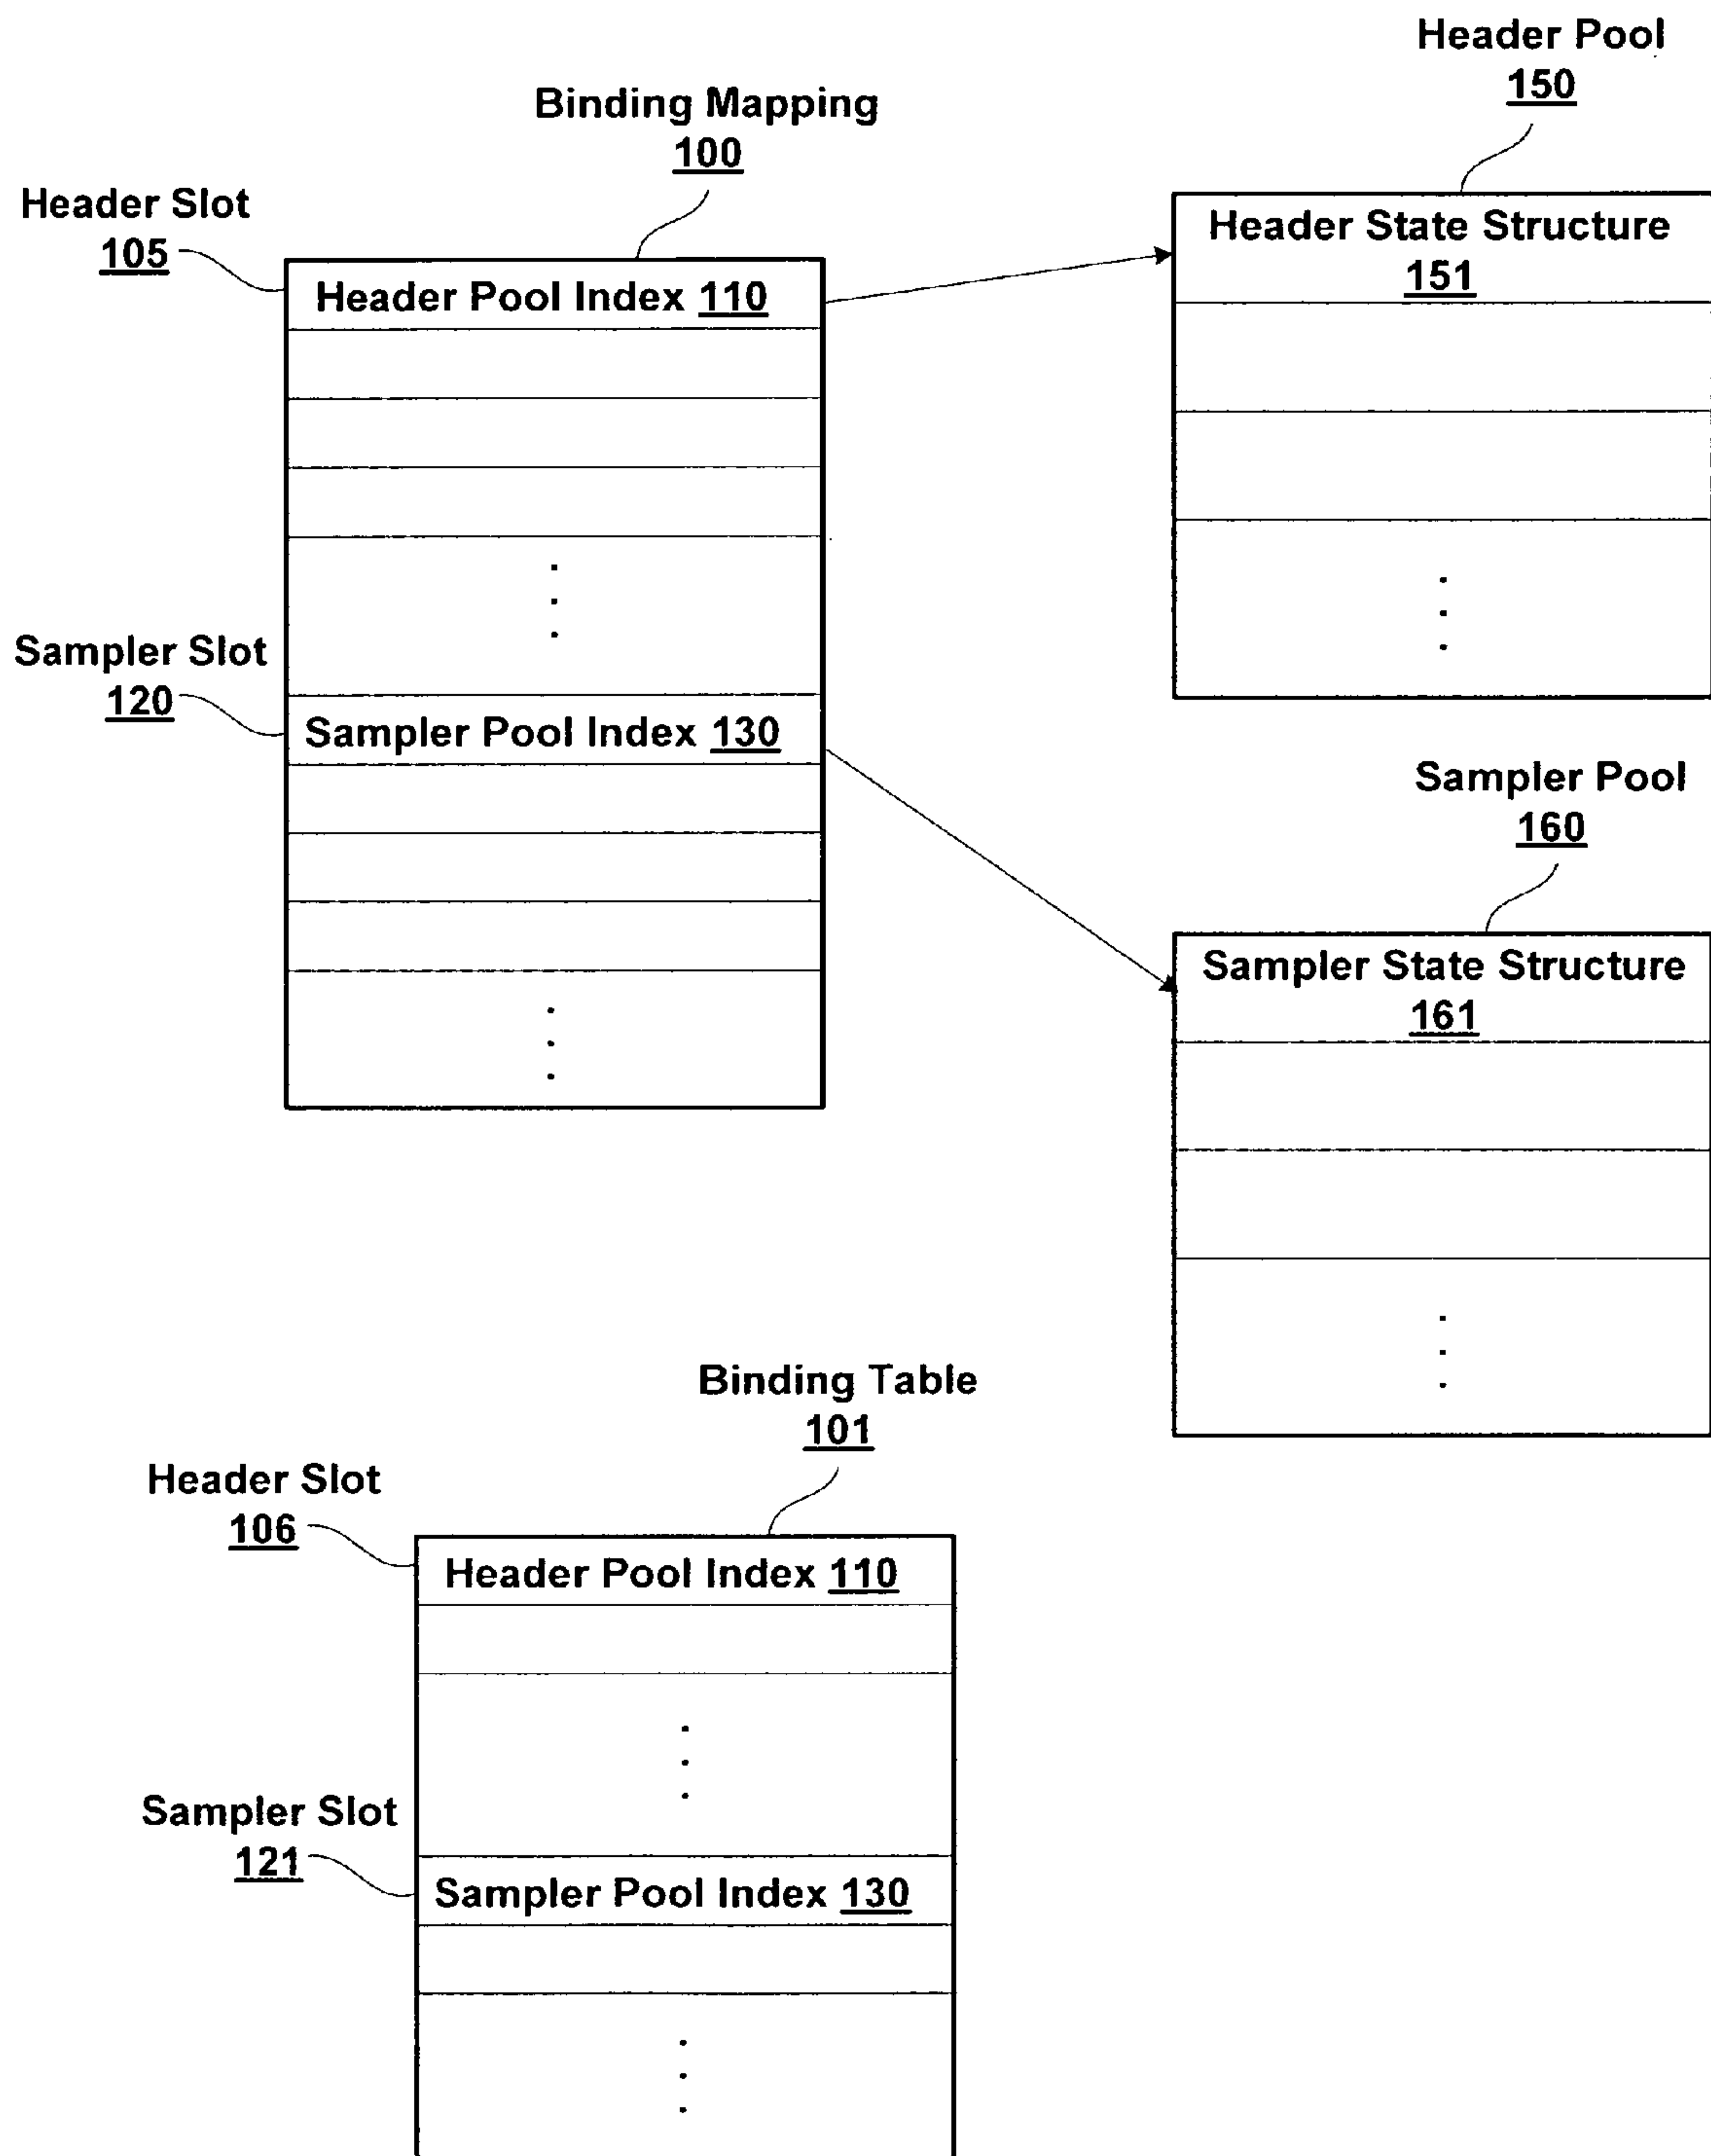 Header Pool
150
Binding Mapping
100
Header Slot
105
Header Pool Index 110
Header State Structure
151
Sampler Slot
120
Sampler Pool Index 130
Sampler Pool
160
Sampler State Structure
161
Binding Table
101
Header Slot
106
Header Pool Index 110
Sampler Slot
121
Sampler Pool Index 130